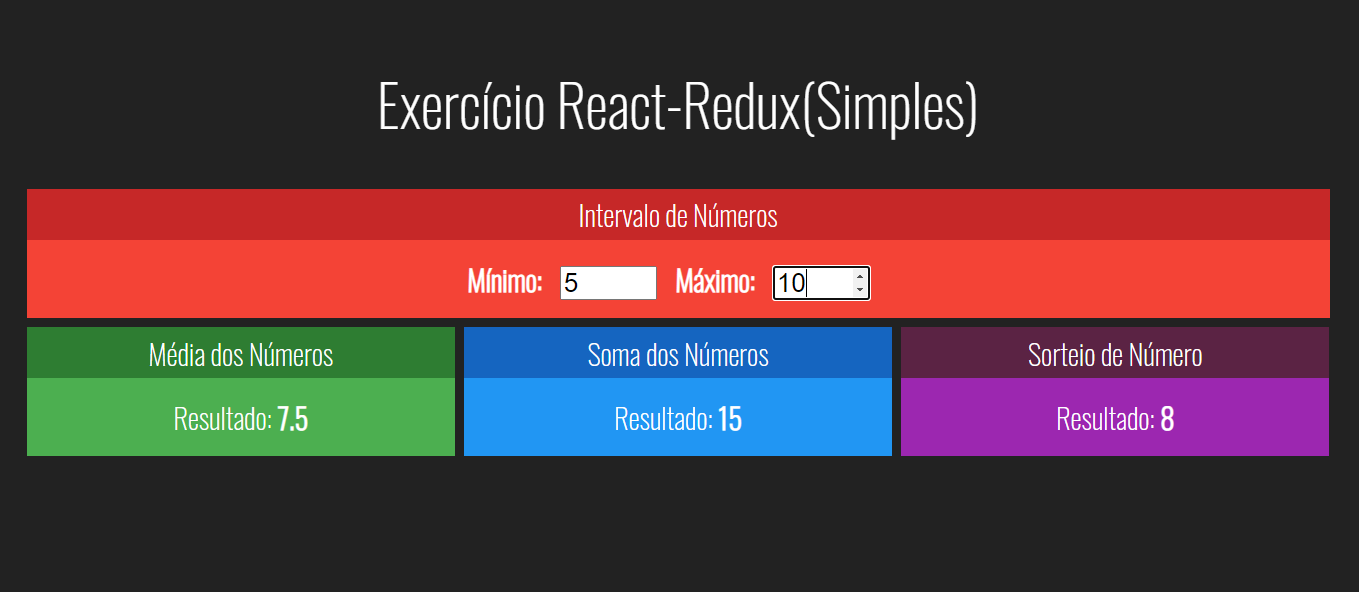 Exercício React-Redux(Simples)
Intervalo de Números
Mínimo: 5 Máximo: 10
Média dos Números
Resultado: 7.5
Soma dos Números
Resultado: 15
Sorteio de Número
Resultado: 8